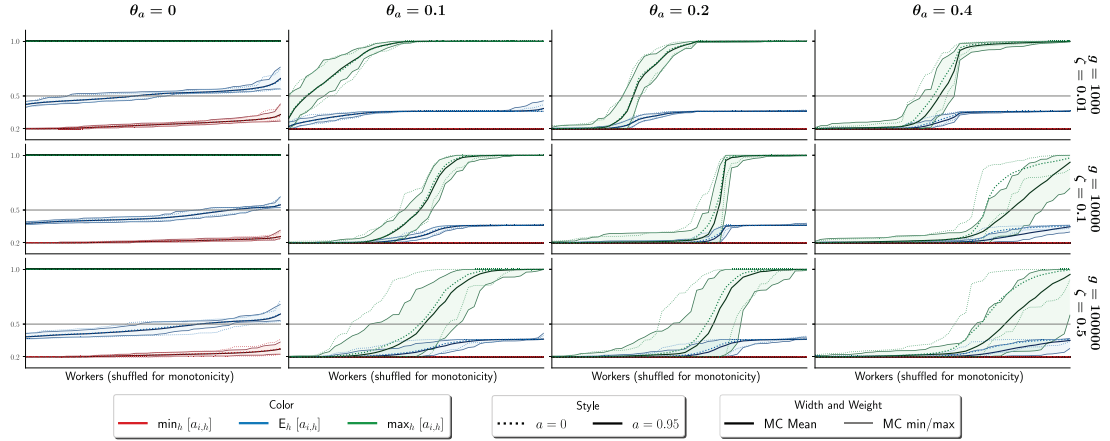 θₐ = 0
θₐ = 0.1
θₐ = 0.2
θₐ = 0.4
1.0
0.5
0.2
g = 1000
ζ = 0.01
1.0
0.5
0.2
g = 10000
ζ = 0.1
1.0
0.5
0.2
g = 100000
ζ = 0.5
Workers (shuffled for monotonicity)
Workers (shuffled for monotonicity)
Workers (shuffled for monotonicity)
Workers (shuffled for monotonicity)
Color
minₕ [aᵢ,ₕ]
Eₕ [aᵢ,ₕ]
maxₕ [aᵢ,ₕ]
Style
a = 0
a = 0.95
Width and Weight
MC Mean
MC min/max